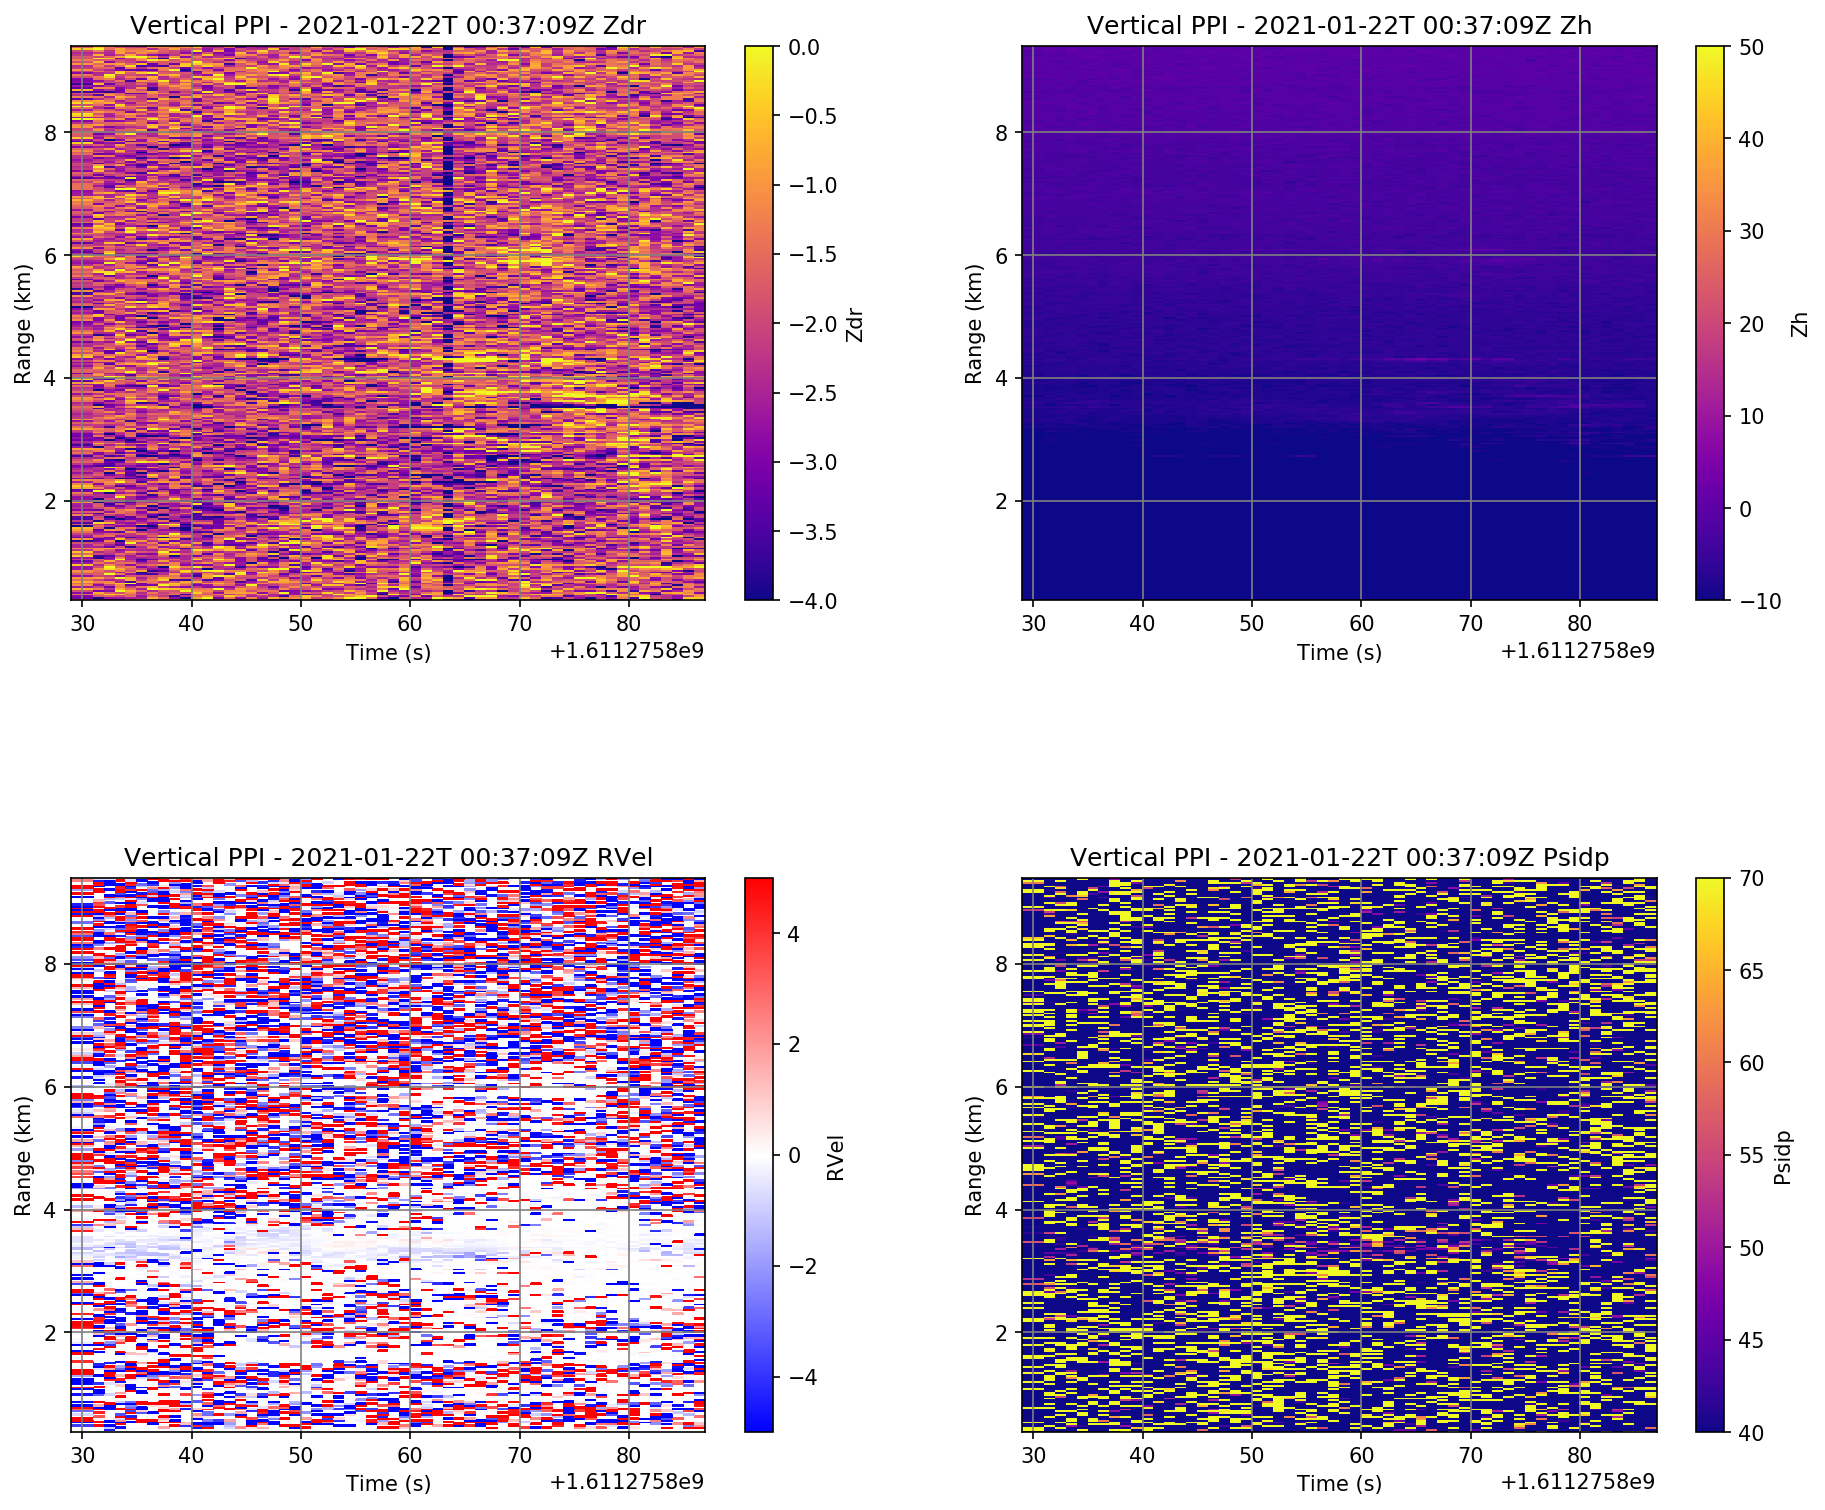 Vertical PPI - 2021-01-22T 00:37:09Z Zdr
Range (km)
8
6
4
2
30 40 50 60 70 80
Time (s)
+1.6112758e9
0.0
−0.5
−1.0
−1.5
−2.0
−2.5
−3.0
−3.5
−4.0
Zdr
Vertical PPI - 2021-01-22T 00:37:09Z Zh
Range (km)
8
6
4
2
30 40 50 60 70 80
Time (s)
+1.6112758e9
50
40
30
20
10
0
−10
Zh
Vertical PPI - 2021-01-22T 00:37:09Z RVel
Range (km)
8
6
4
2
30 40 50 60 70 80
Time (s)
+1.6112758e9
4
2
0
−2
−4
RVel
Vertical PPI - 2021-01-22T 00:37:09Z Psidp
Range (km)
8
6
4
2
30 40 50 60 70 80
Time (s)
+1.6112758e9
70
65
60
55
50
45
40
Psidp